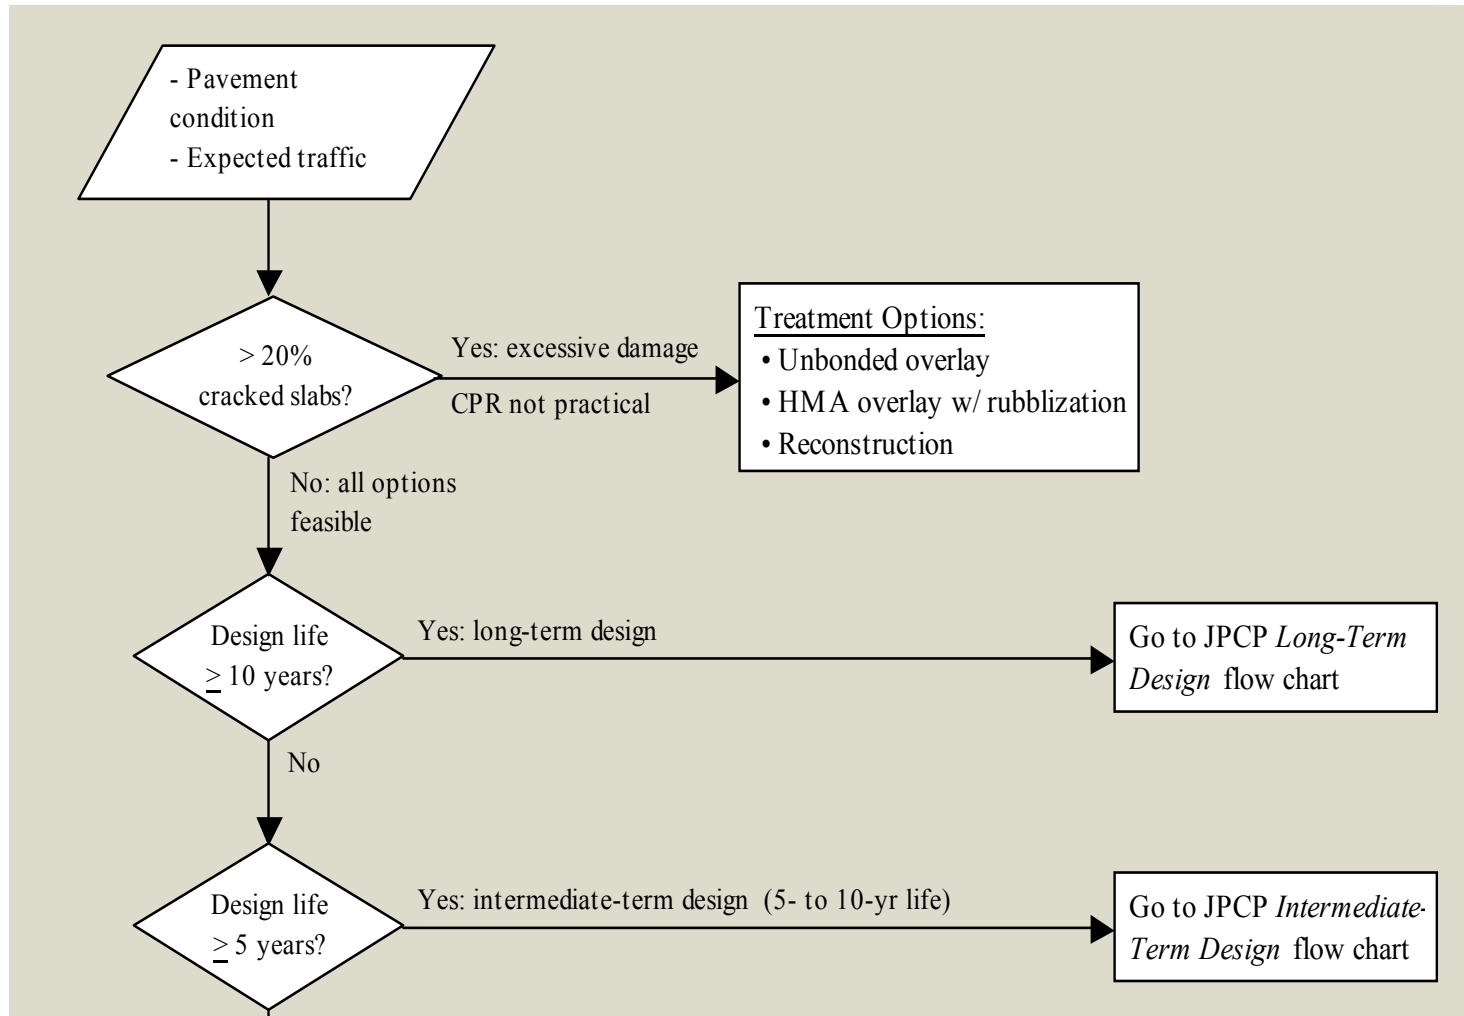 - Pavement
condition
- Expected traffic
> 20%
cracked slabs?
Yes: excessive damage
CPR not practical
Treatment Options:
• Unbonded overlay
• HMA overlay w/ rubblization
• Reconstruction
No: all options
feasible
Design life
≥ 10 years?
Yes: long-term design
Go to JPCP Long-Term
Design flow chart
No
Design life
≥ 5 years?
Yes: intermediate-term design (5- to 10-yr life)
Go to JPCP Intermediate-
Term Design flow chart